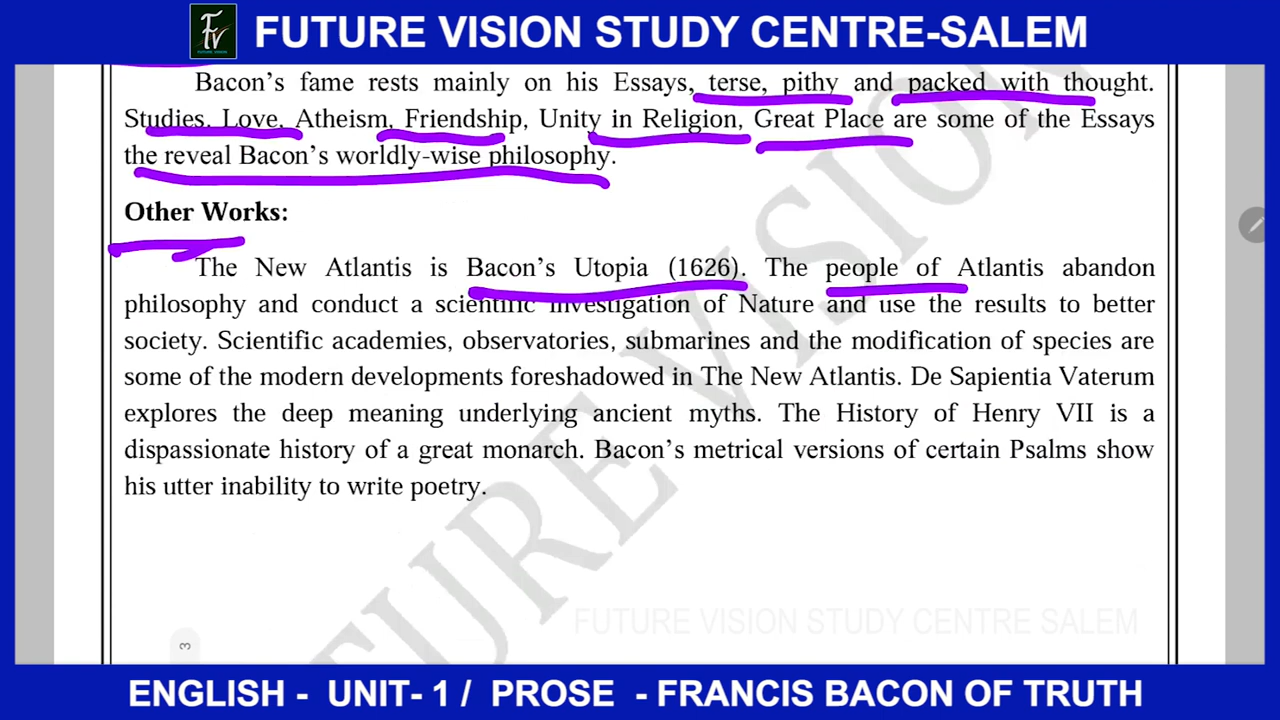 FUTURE VISION STUDY CENTRE-SALEM
Fv
FUTURE VISION
Bacon's fame rests mainly on his Essays, terse, pithy and packed with thought.
Studies. Love, Atheism, Friendship, Unity in Religion, Great Place are some of the Essays
the reveal Bacon's worldly-wise philosophy.
Other Works:
The New Atlantis is Bacon's Utopia (1626). The people of Atlantis abandon
philosophy and conduct a scientific investigation of Nature and use the results to better
society. Scientific academies, observatories, submarines and the modification of species are
some of the modern developments foreshadowed in The New Atlantis. De Sapientia Vaterum
explores the deep meaning underlying ancient myths. The History of Henry VII is a
dispassionate history of a great monarch. Bacon's metrical versions of certain Psalms show
his utter inability to write poetry.
FUTURE VISION
FUTURE VISION STUDY CENTRE SALEM
3
ENGLISH - UNIT- 1 / PROSE - FRANCIS BACON OF TRUTH